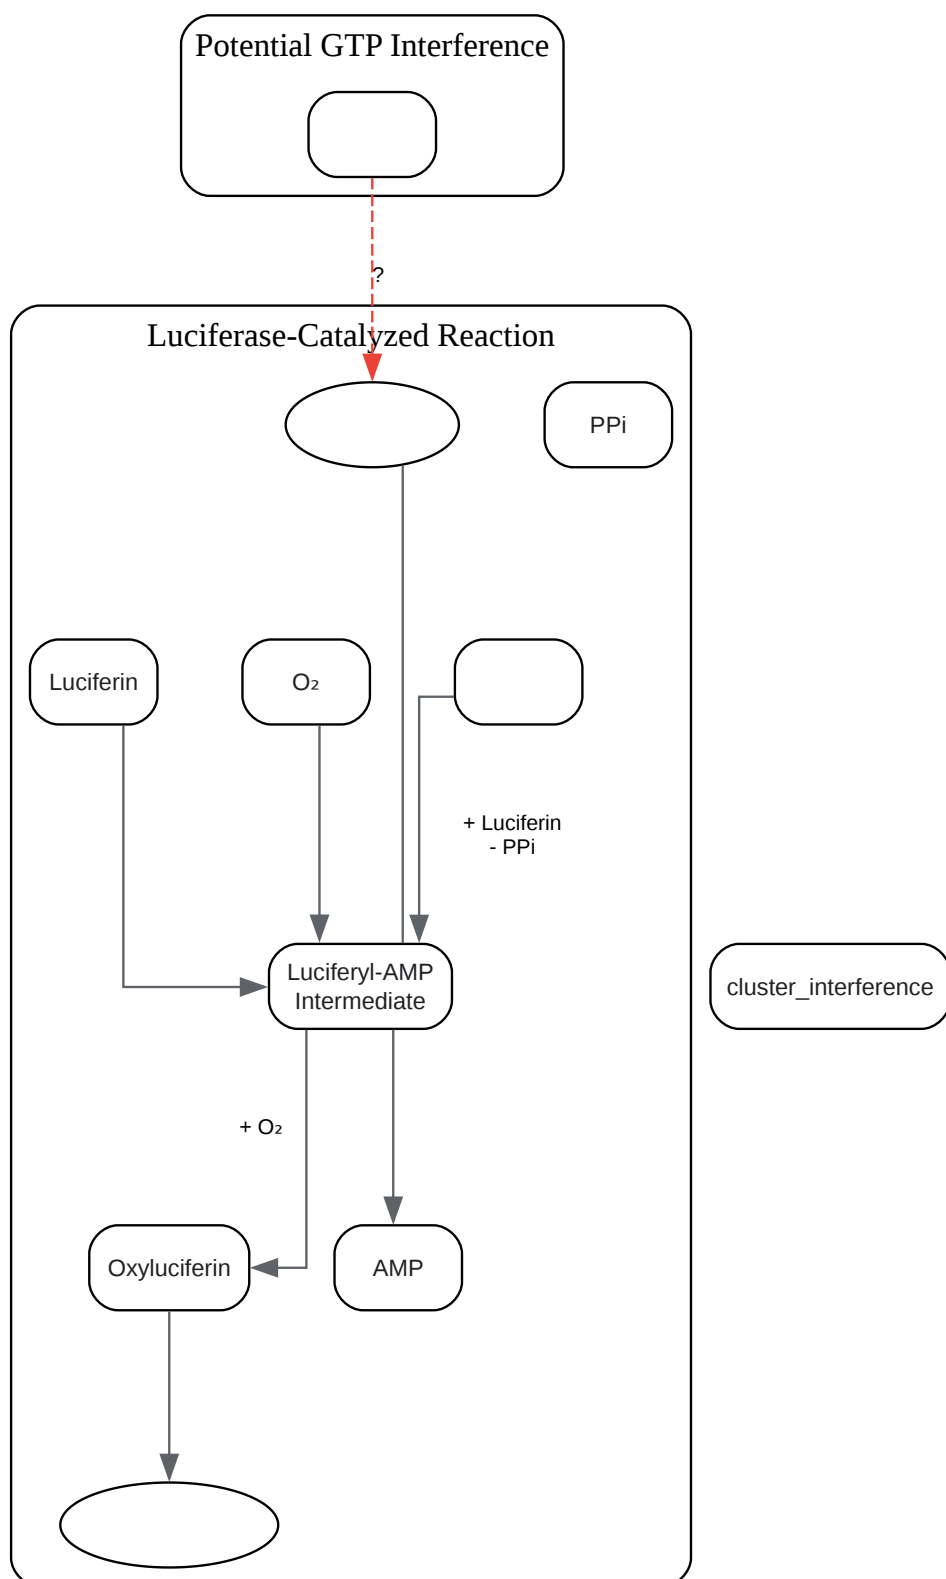 Potential GTP Interference
?
Luciferase-Catalyzed Reaction
PPi
Luciferin
O₂
+ Luciferin
- PPi
Luciferyl-AMP
Intermediate
cluster_interference
+ O₂
Oxyluciferin
AMP